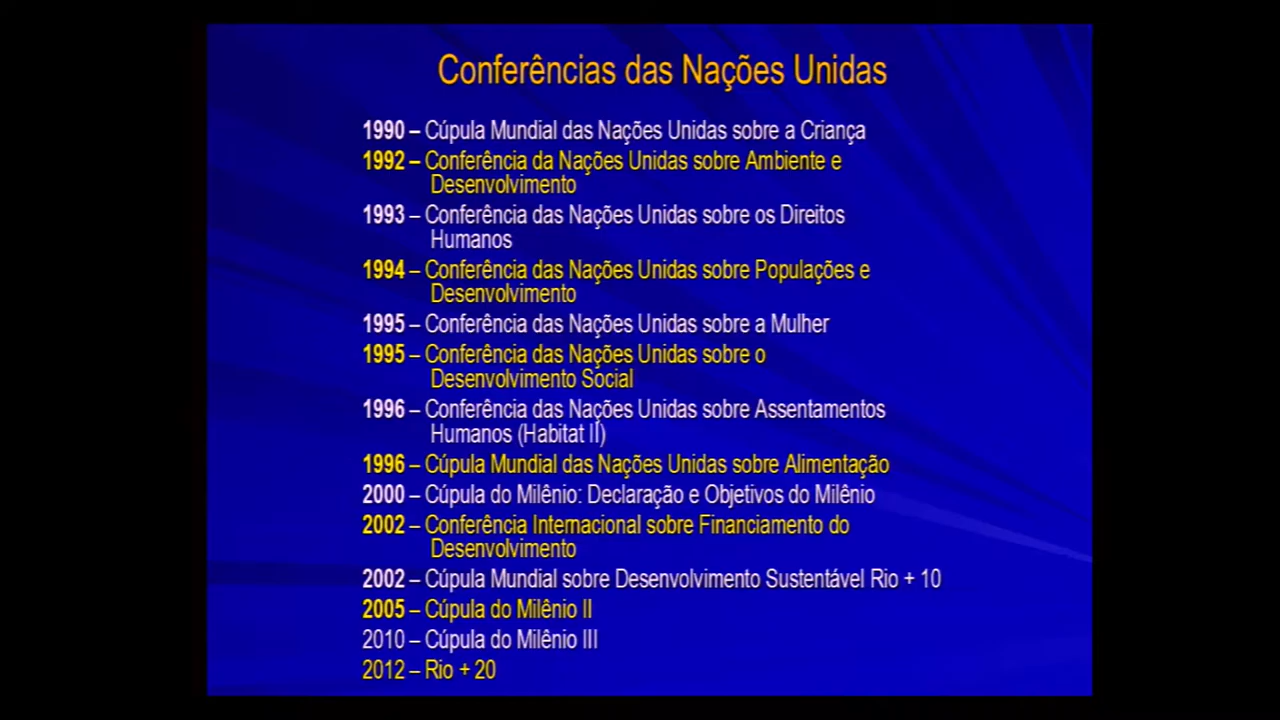 Conferências das Nações Unidas
1990 – Cúpula Mundial das Nações Unidas sobre a Criança
1992 – Conferência da Nações Unidas sobre Ambiente e
Desenvolvimento
1993 – Conferência das Nações Unidas sobre os Direitos
Humanos
1994 – Conferência das Nações Unidas sobre Populações e
Desenvolvimento
1995 – Conferência das Nações Unidas sobre a Mulher
1995 – Conferência das Nações Unidas sobre o
Desenvolvimento Social
1996 – Conferência das Nações Unidas sobre Assentamentos
Humanos (Habitat II)
1996 – Cúpula Mundial das Nações Unidas sobre Alimentação
2000 – Cúpula do Milênio: Declaração e Objetivos do Milênio
2002 – Conferência Internacional sobre Financiamento do
Desenvolvimento
2002 – Cúpula Mundial sobre Desenvolvimento Sustentável Rio + 10
2005 – Cúpula do Milênio II
2010 – Cúpula do Milênio III
2012 – Rio + 20